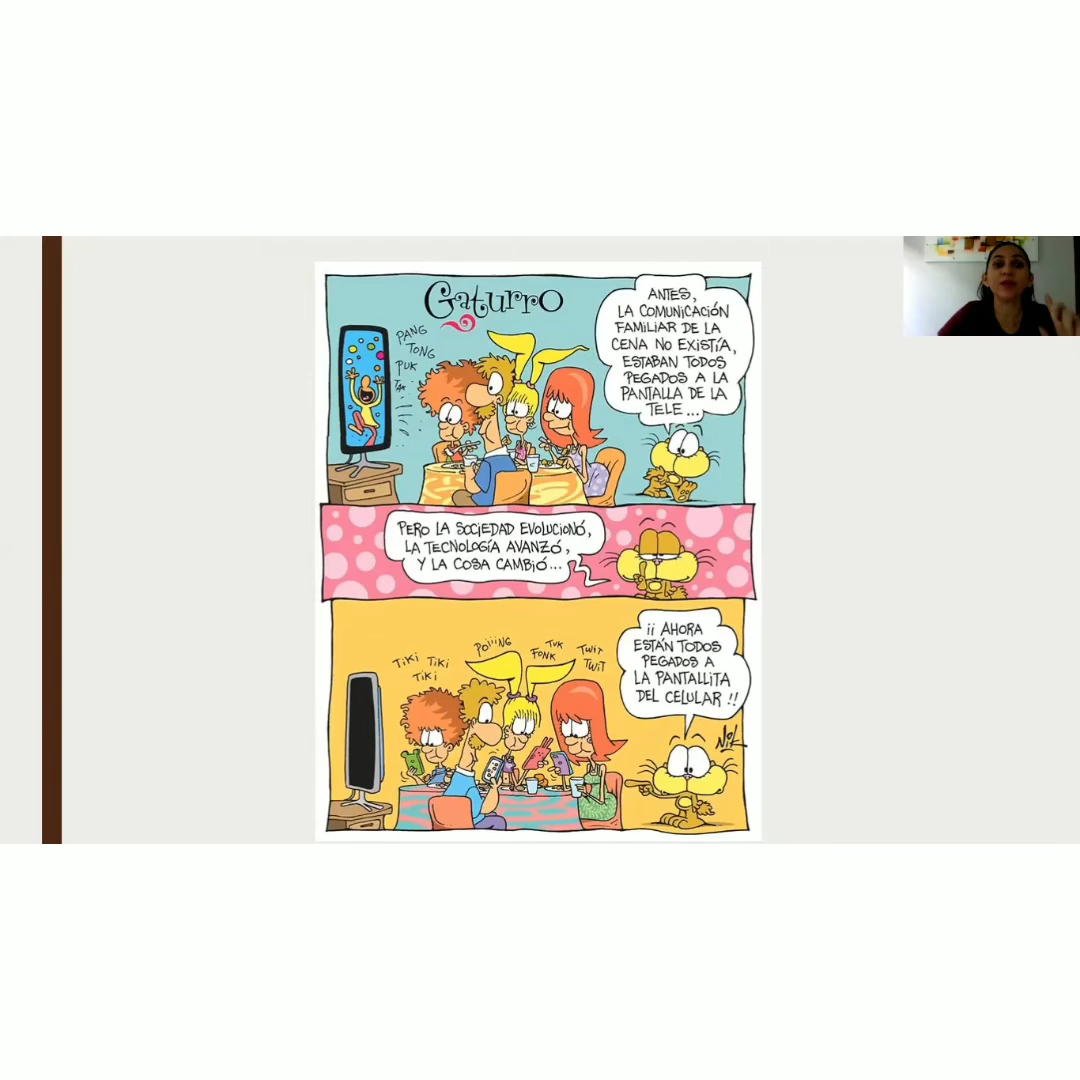 Gaturro
ANTES,
LA COMUNICACIÓN
FAMILIAR DE LA
CENA NO EXISTÍA,
ESTABAN TODOS
PEGADOS A LA
PANTALLA DE LA
TELE...
PANG
TONG
PUK
TAK
PERO LA SOCIEDAD EVOLUCIONÓ,
LA TECNOLOGÍA AVANZÓ,
Y LA COSA CAMBIÓ...
¡¡ AHORA
ESTÁN TODOS
PEGADOS A
LA PANTALLITA
DEL CELULAR !!
TIKI TIKI
TIKI
POIIING
TUK
FONK
TWIT
TWIT
NIK